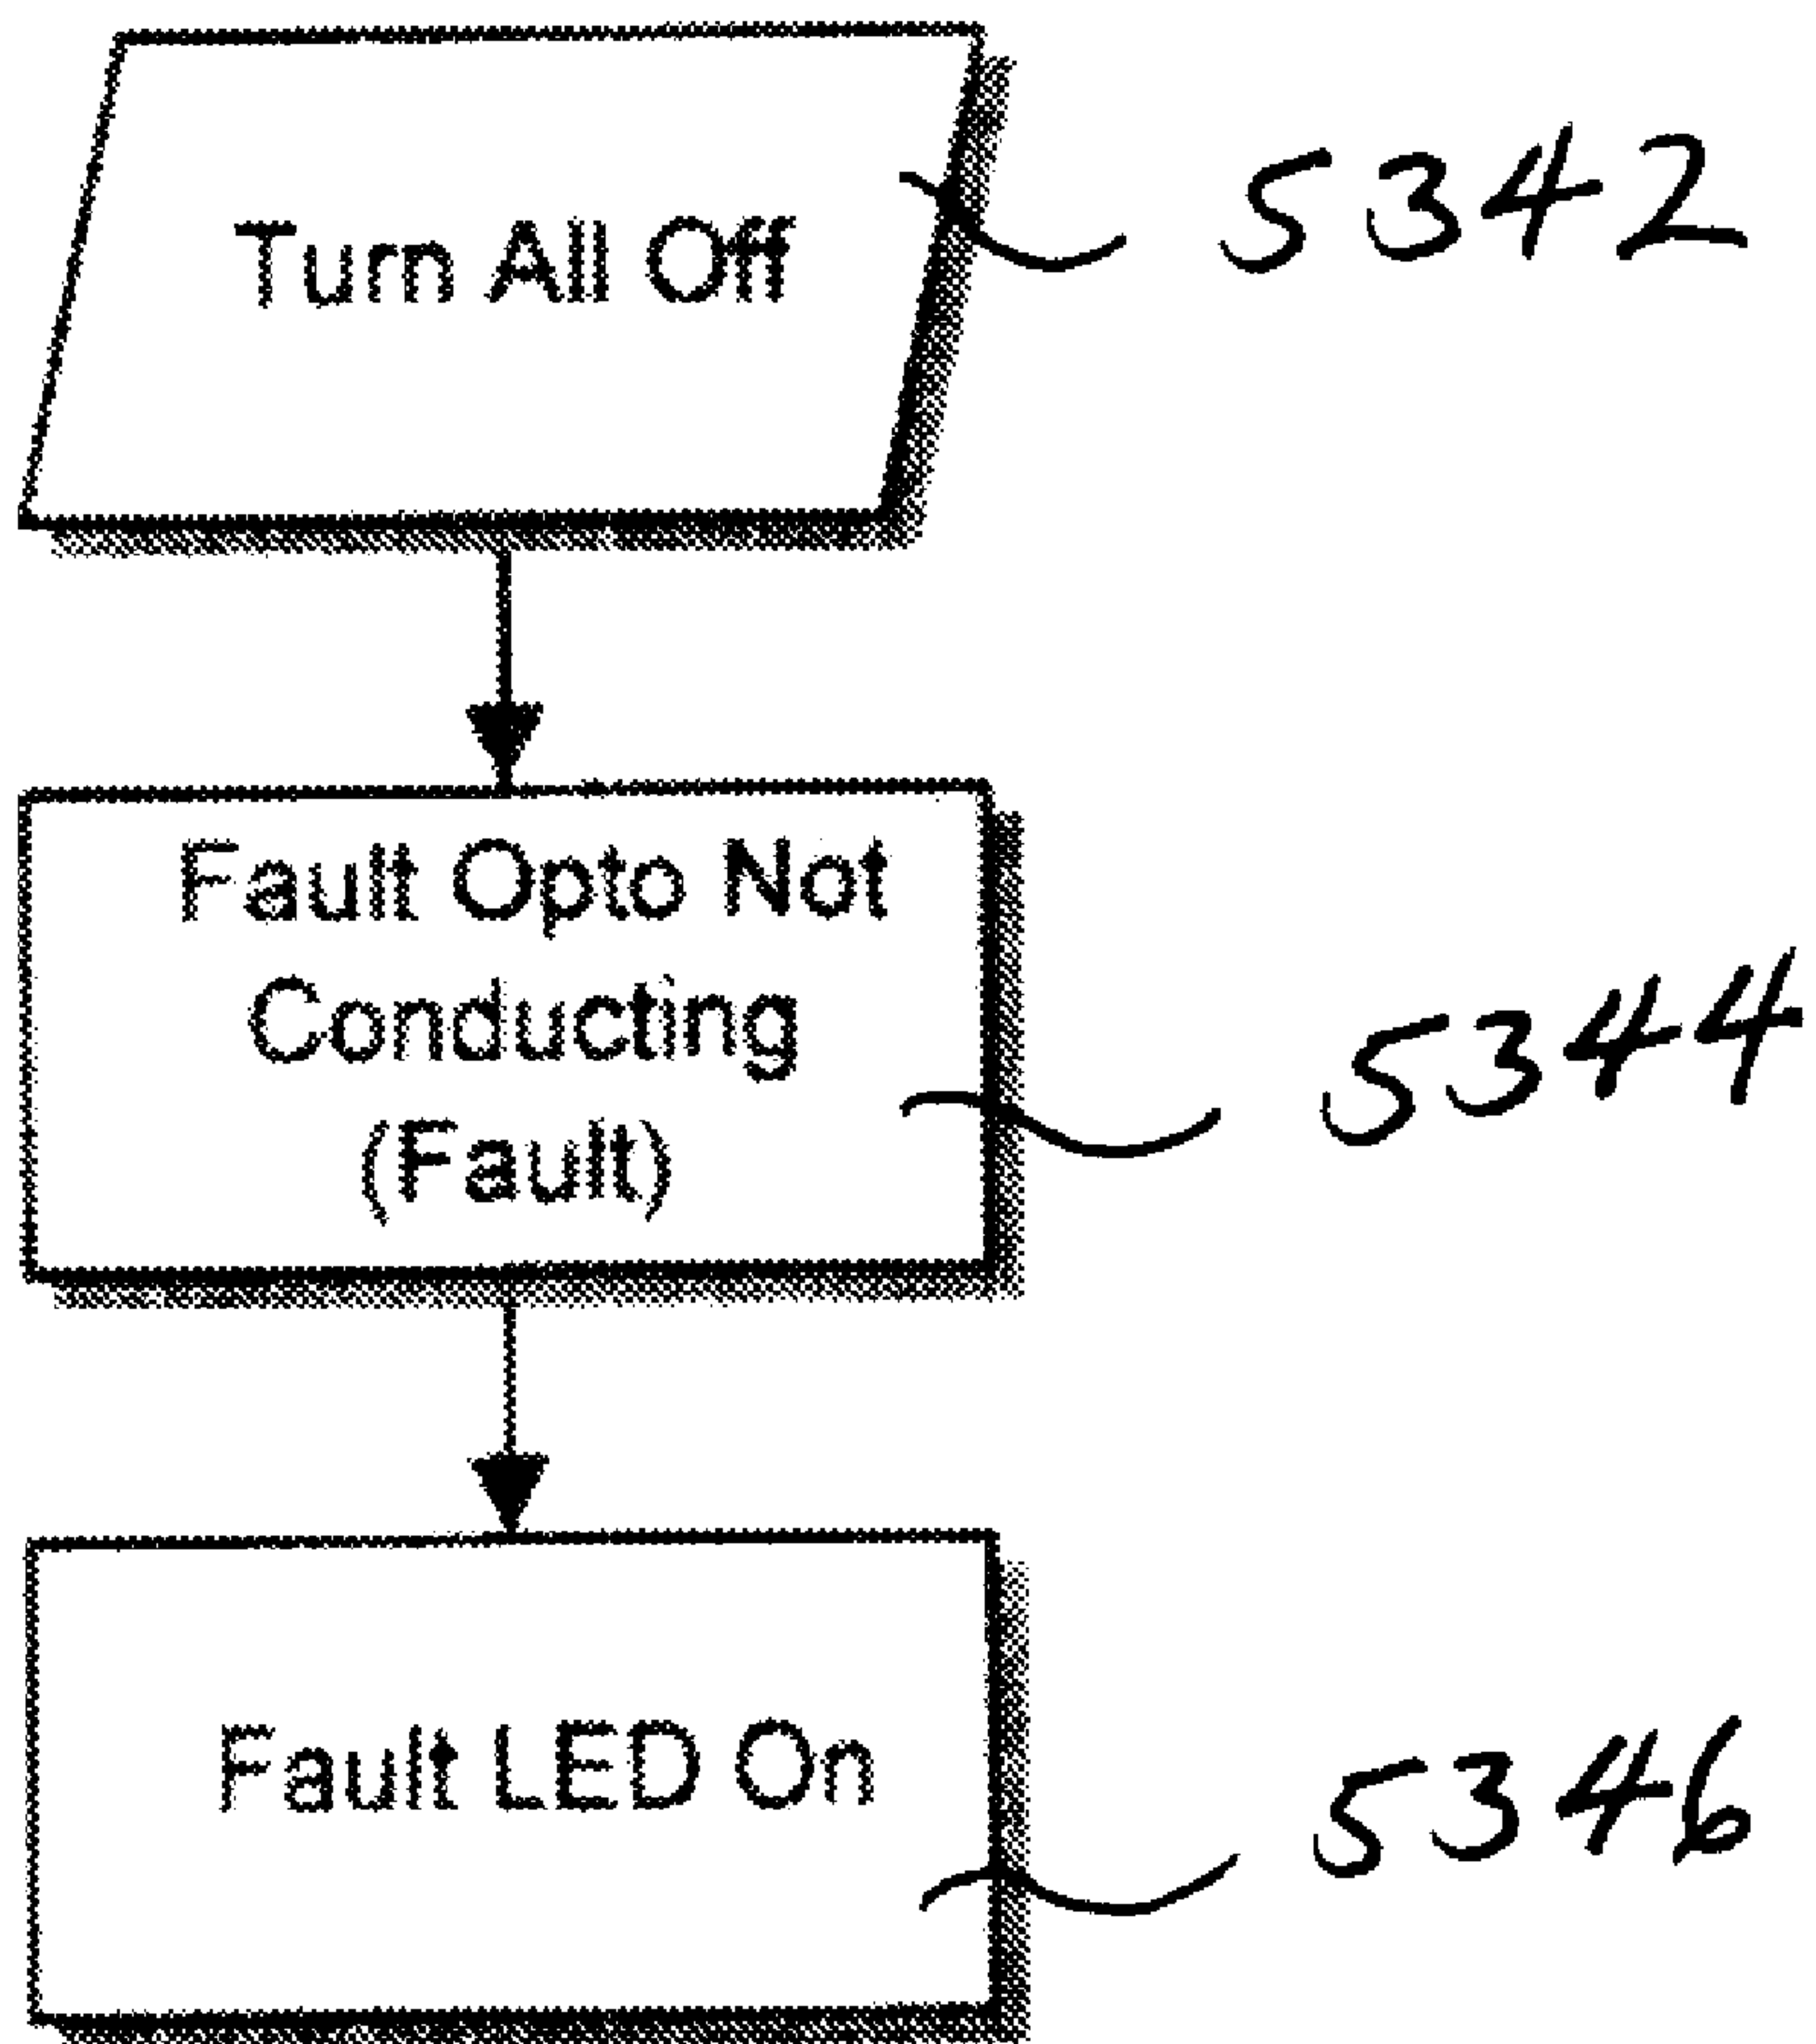 Turn All Off
5342
Fault Opto Not
Conducting
(Fault)
5344
Fault LED On
5346